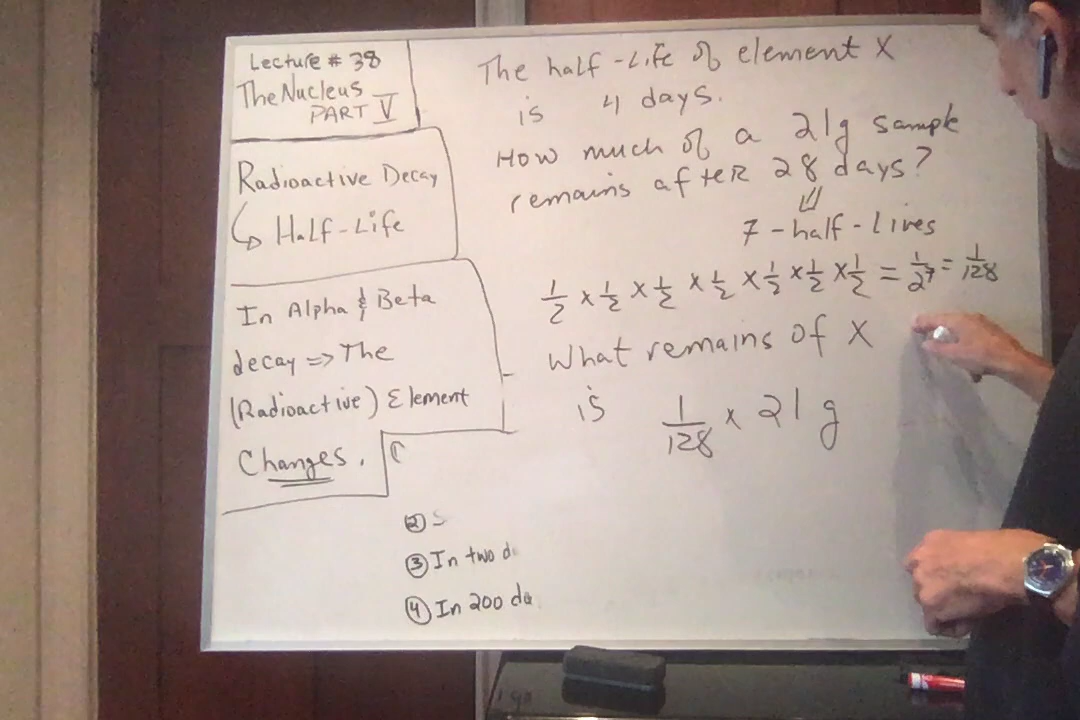 Lecture # 38
The Nucleus
PART V
Radioactive Decay
↳ Half-Life
In Alpha & Beta
decay => The
(Radioactive) Element
Changes.
The half-Life of element X
is 4 days.
How much of a 21g sample
remains after 28 days?
⇓
7-half-lives
1/2 × 1/2 × 1/2 × 1/2 × 1/2 × 1/2 × 1/2 = 1/2⁷ = 1/128
What remains of X
is 1/128 × 21 g
② S
③ In two d
④ In 200 da